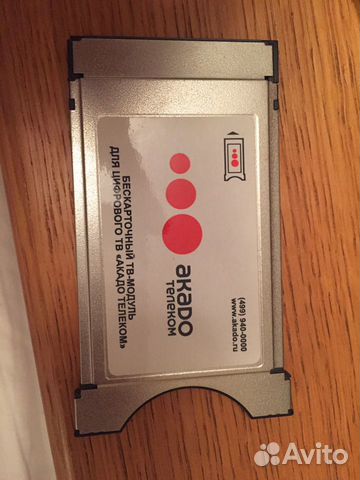 акадо
телеком
БЕСКАРТОЧНЫЙ ТВ-МОДУЛЬ
ДЛЯ ЦИФРОВОГО ТВ «АКАДО ТЕЛЕКОМ»
(499) 940-0000
www.akado.ru
Avito